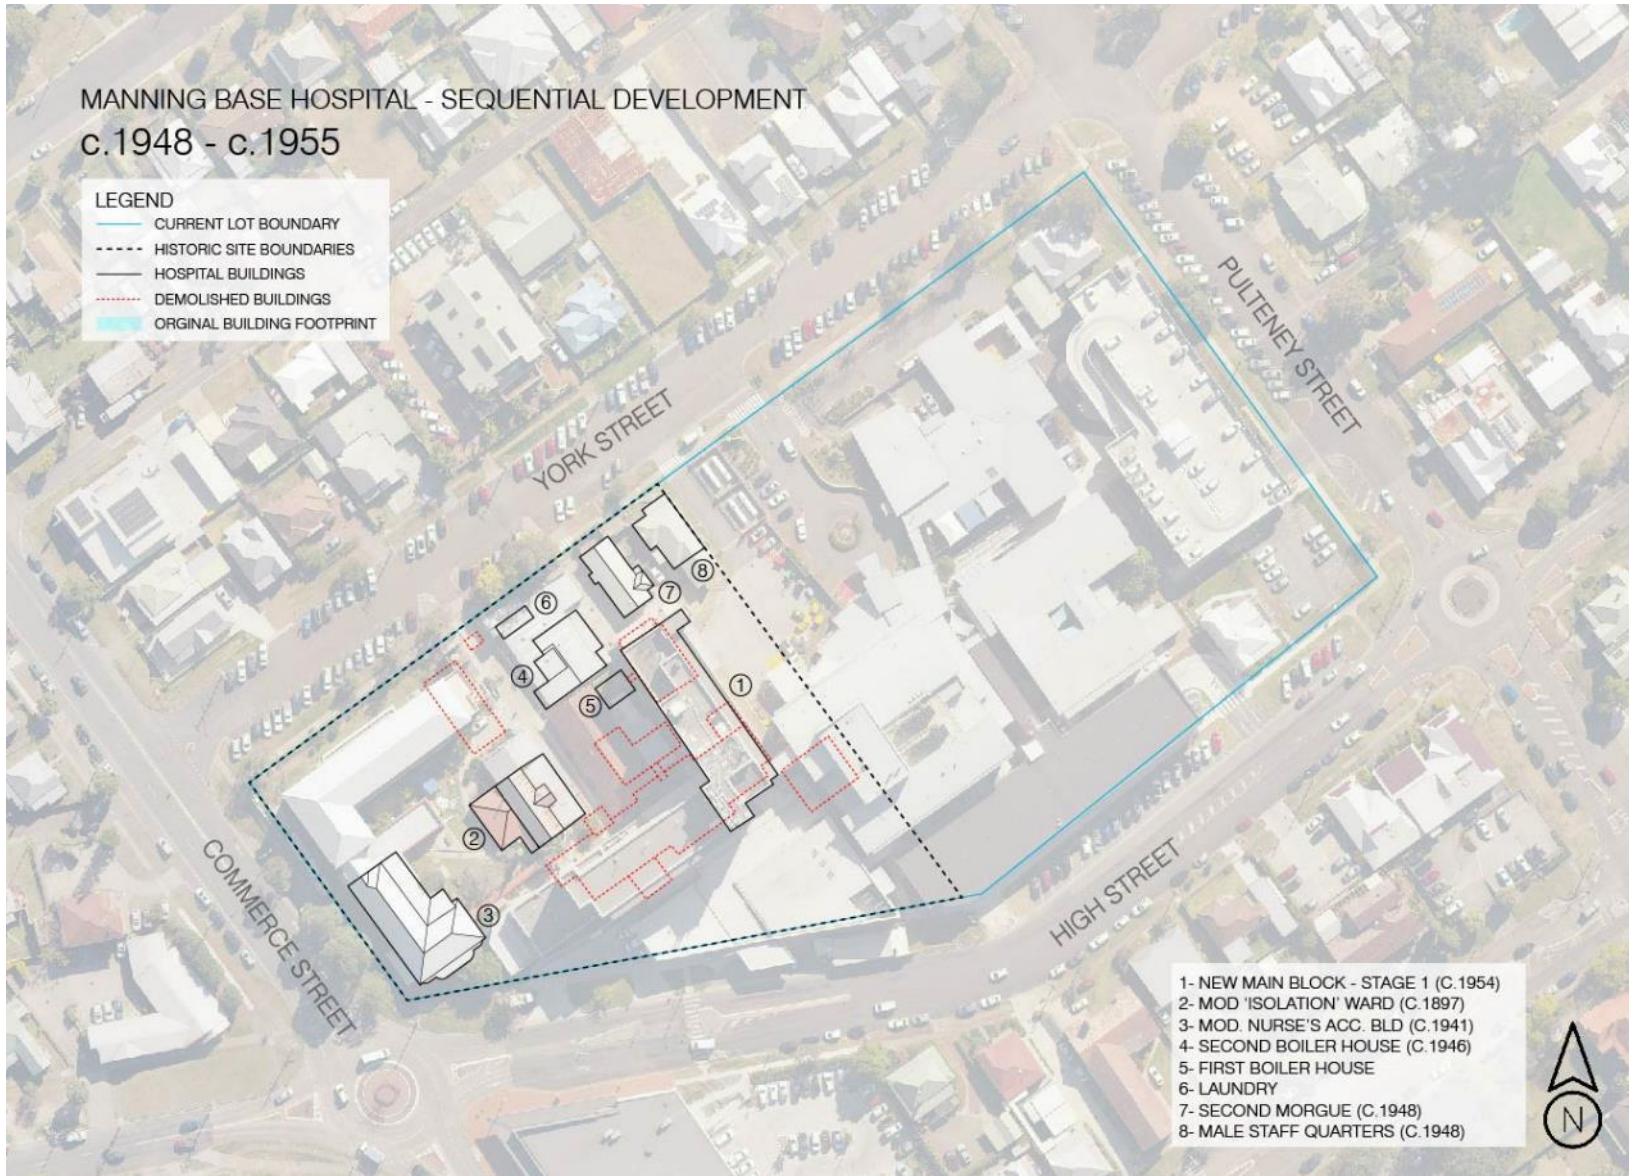 MANNING BASE HOSPITAL - SEQUENTIAL DEVELOPMENT
c.1948 - c.1955
LEGEND
CURRENT LOT BOUNDARY
HISTORIC SITE BOUNDARIES
HOSPITAL BUILDINGS
DEMOLISHED BUILDINGS
ORGINAL BUILDING FOOTPRINT
PULTENEY STREET
YORK STREET
8
7
6
4
5
1
2
3
COMMERCE STREET
HIGH STREET
1- NEW MAIN BLOCK - STAGE 1 (C.1954)
2- MOD 'ISOLATION' WARD (C.1897)
3- MOD. NURSE'S ACC. BLD (C.1941)
4- SECOND BOILER HOUSE (C.1946)
5- FIRST BOILER HOUSE
6- LAUNDRY
7- SECOND MORGUE (C.1948)
8- MALE STAFF QUARTERS (C.1948)
N